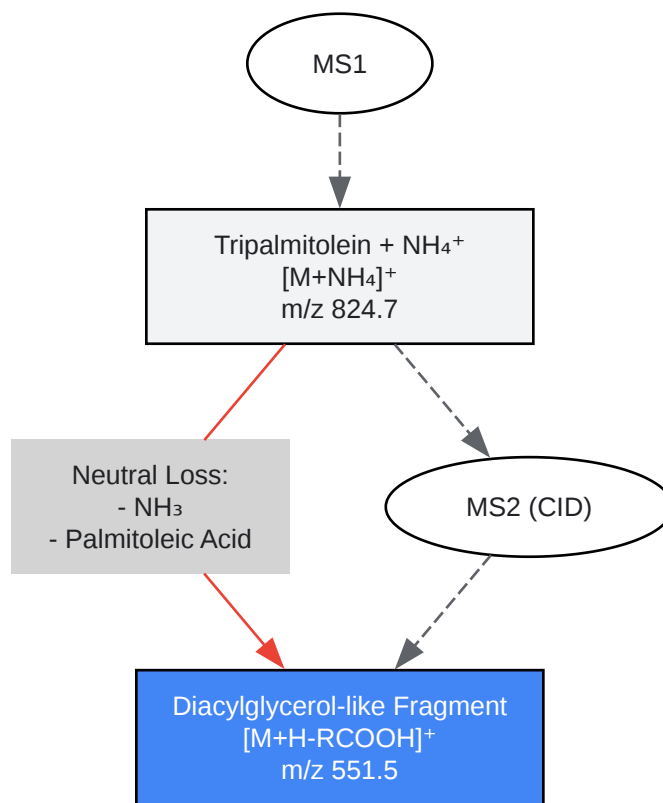 MS1
Tripalmitolein + NH₄⁺
[M+NH₄]⁺
m/z 824.7
Neutral Loss:
- NH₃
- Palmitoleic Acid
MS2 (CID)
Diacylglycerol-like Fragment
[M+H-RCOOH]⁺
m/z 551.5